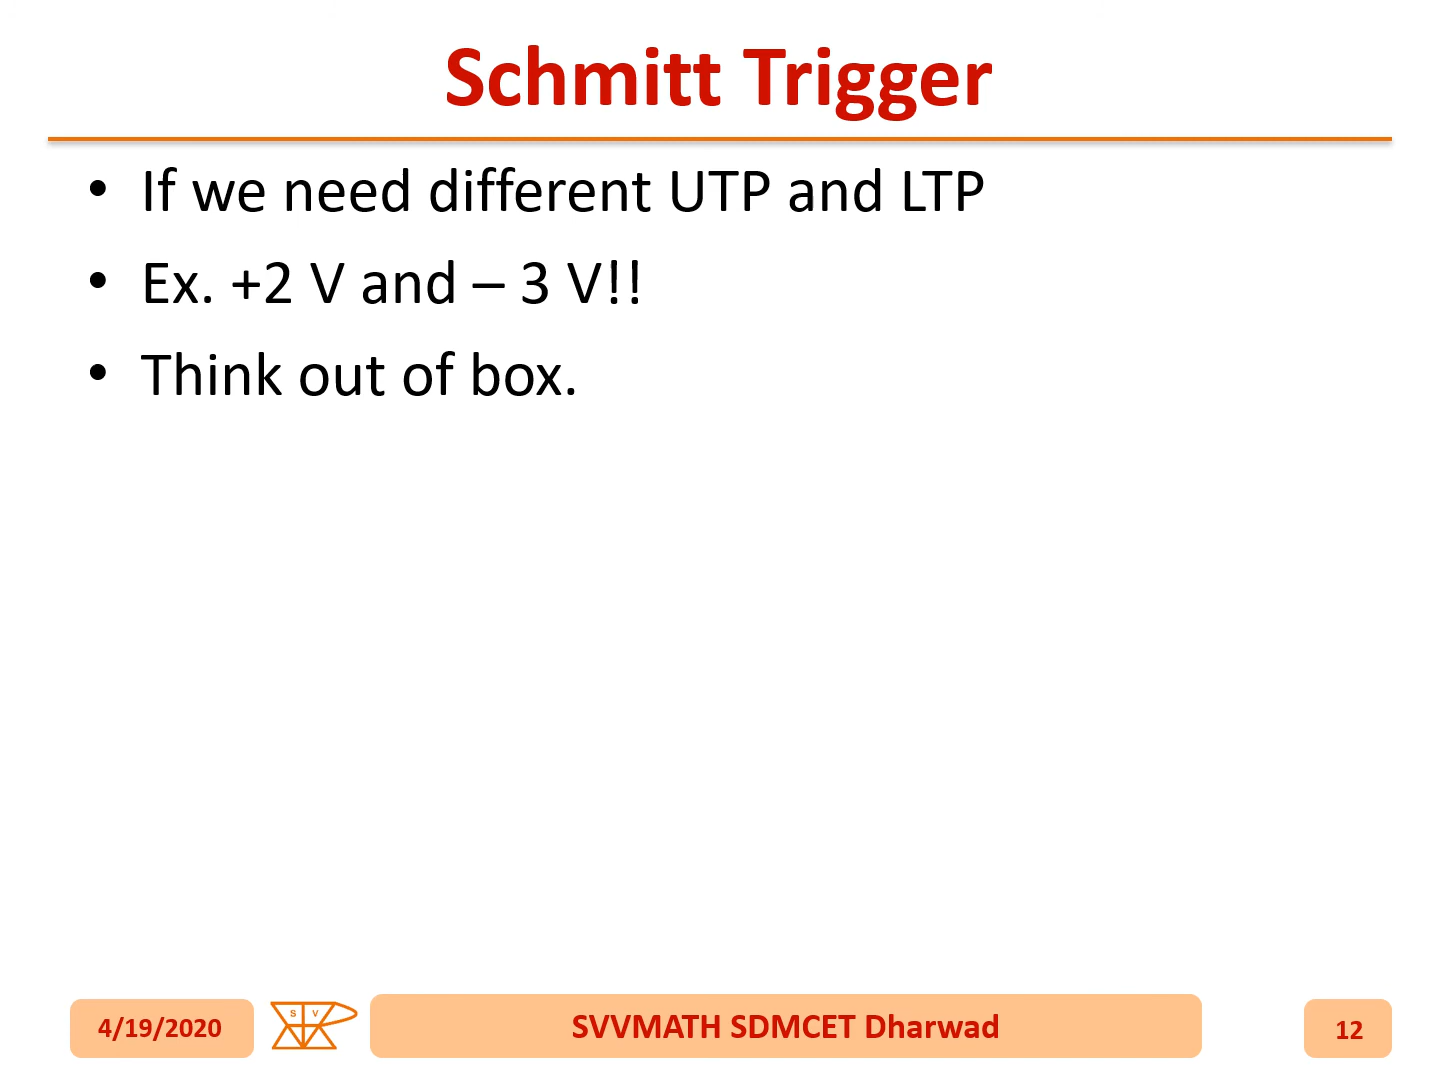 Schmitt Trigger
• If we need different UTP and LTP
• Ex. +2 V and – 3 V!!
• Think out of box.
4/19/2020
S V
SVVMATH SDMCET Dharwad
12